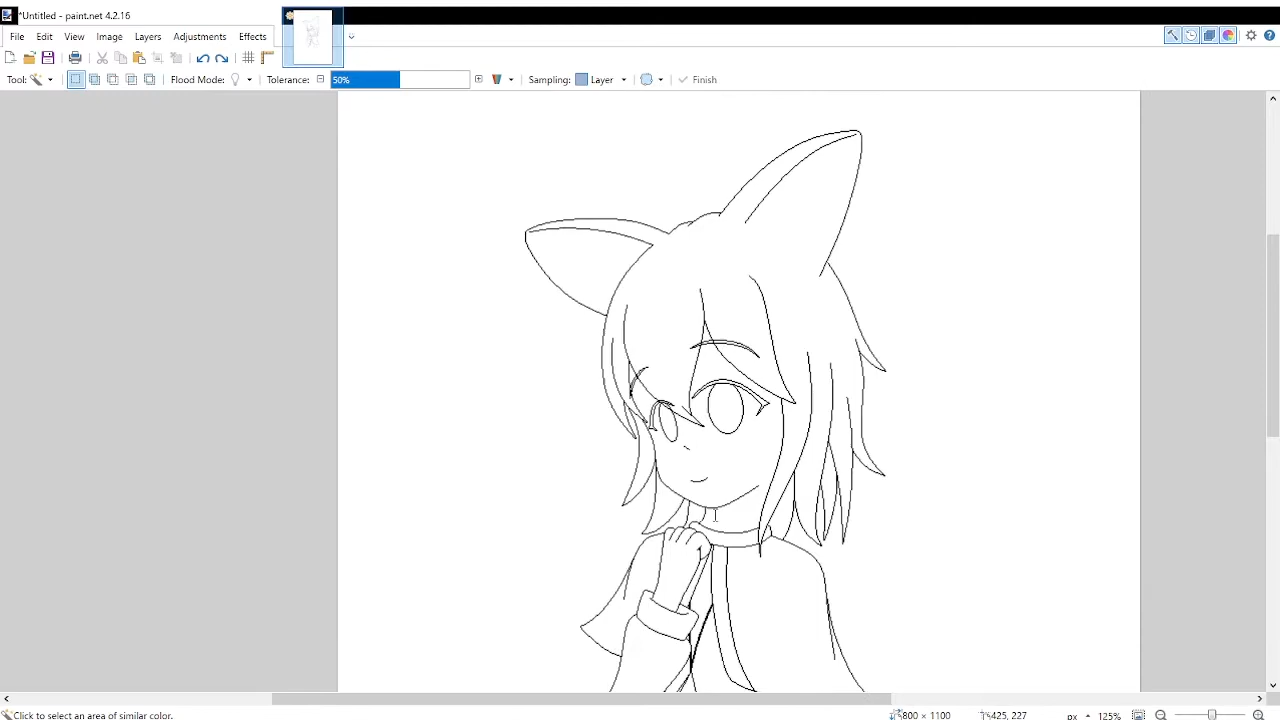 *Untitled - paint.net 4.2.16
File Edit View Image Layers Adjustments Effects
Tool: Flood Mode: Tolerance: 50% Sampling: Layer Finish
Click to select an area of similar color. 800 × 1100 425, 227 px 125%